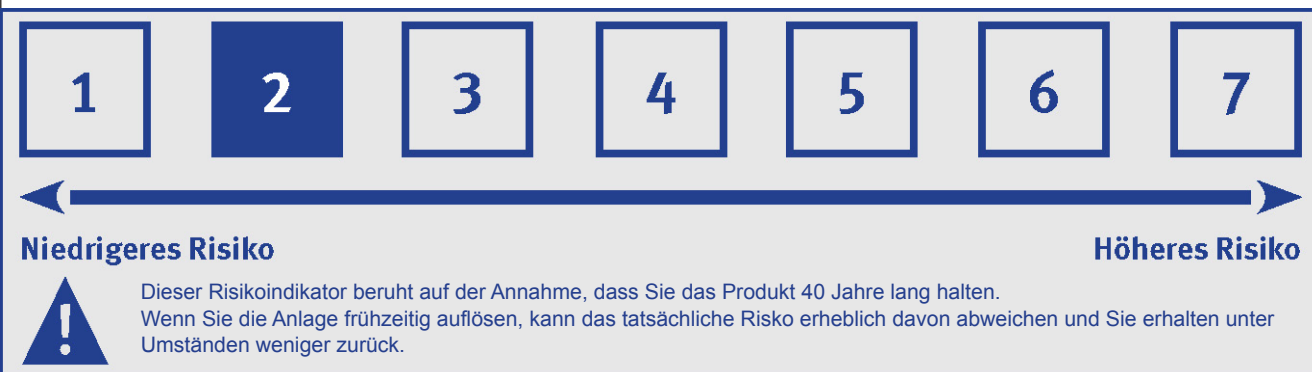 1 2 3 4 5 6 7
Niedrigeres Risiko Höheres Risiko
!
Dieser Risikoindikator beruht auf der Annahme, dass Sie das Produkt 40 Jahre lang halten.
Wenn Sie die Anlage frühzeitig auflösen, kann das tatsächliche Risko erheblich davon abweichen und Sie erhalten unter
Umständen weniger zurück.